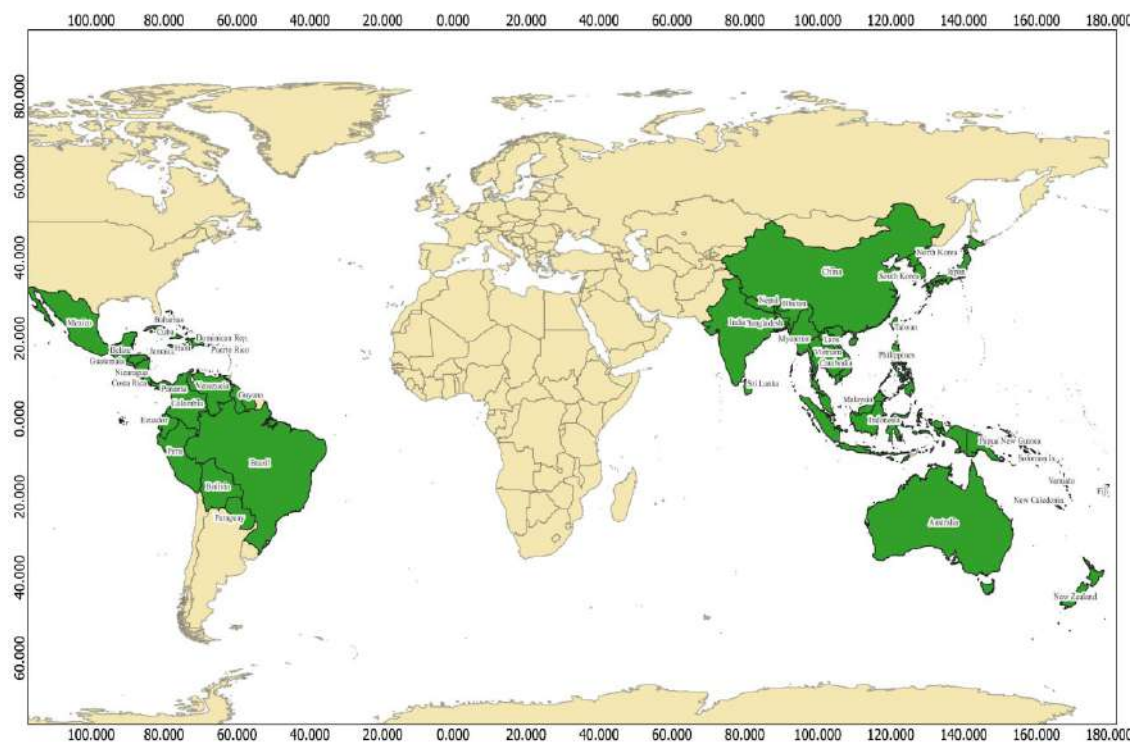 100.000 80.000 60.000 40.000 20.000 0.000 20.000 40.000 60.000 80.000 100.000 120.000 140.000 160.000 180.000
80.000
60.000
40.000
20.000
0.000
20.000
40.000
60.000
North Korea
China
South Korea
Japan
Nepal
Bhutan
Mexico
Bahamas
Cuba
India
Bangladesh
Taiwan
Dominican Rep.
Myanmar
Laos
Belize
Jamaica
Haiti
Puerto Rico
Vietnam
Philippines
Guatemala
Cambodia
Nicaragua
Costa Rica
Panama
Venezuela
Sri Lanka
Guyana
Colombia
Malaysia
Ecuador
Indonesia
Papua New Guinea
Peru
Brazil
Solomon Is.
Bolivia
Vanuatu
Fiji
New Caledonia
Paraguay
Australia
New Zealand
100.000 80.000 60.000 40.000 20.000 0.000 20.000 40.000 60.000 80.000 100.000 120.000 140.000 160.000 180.000